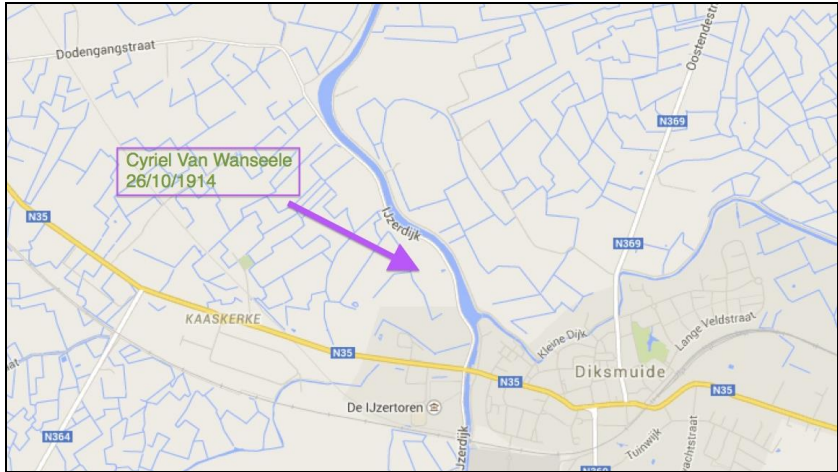 Dodengangstraat
Oostendestr
N369
Cyriel Van Wanseele
26/10/1914
N35
IJzerdijk
N369
KAASKERKE
Lange Veldstraat
Kleine Dijk
N35
Diksmuide
N35
N35
De IJzertoren
N364
IJzerdijk
Tuinwijk